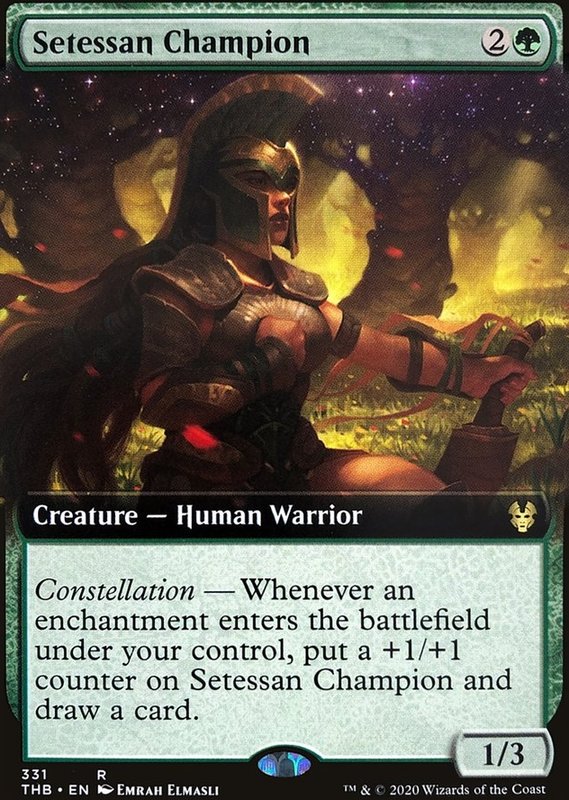 Setessan Champion 2
Creature — Human Warrior
Constellation — Whenever an
enchantment enters the battlefield
under your control, put a +1/+1
counter on Setessan Champion and
draw a card.
1/3
331 R
THB • EN Emrah Elmasli
™ & © 2020 Wizards of the Coast